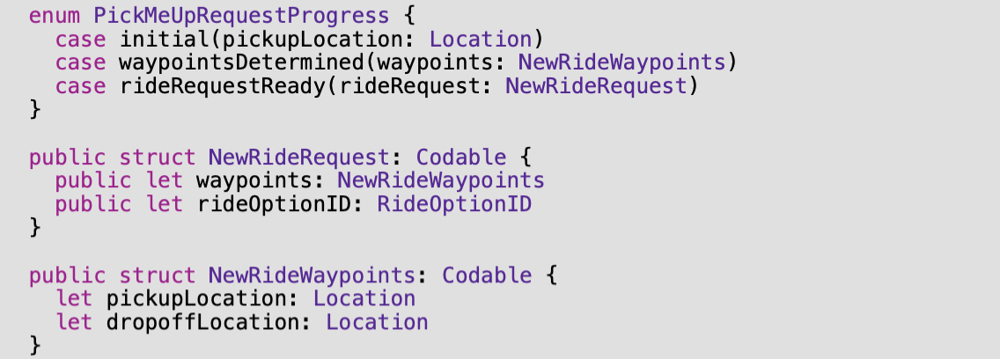 enum PickMeUpRequestProgress {
  case initial(pickupLocation: Location)
  case waypointsDetermined(waypoints: NewRideWaypoints)
  case rideRequestReady(rideRequest: NewRideRequest)
}

public struct NewRideRequest: Codable {
  public let waypoints: NewRideWaypoints
  public let rideOptionID: RideOptionID
}

public struct NewRideWaypoints: Codable {
  let pickupLocation: Location
  let dropoffLocation: Location
}